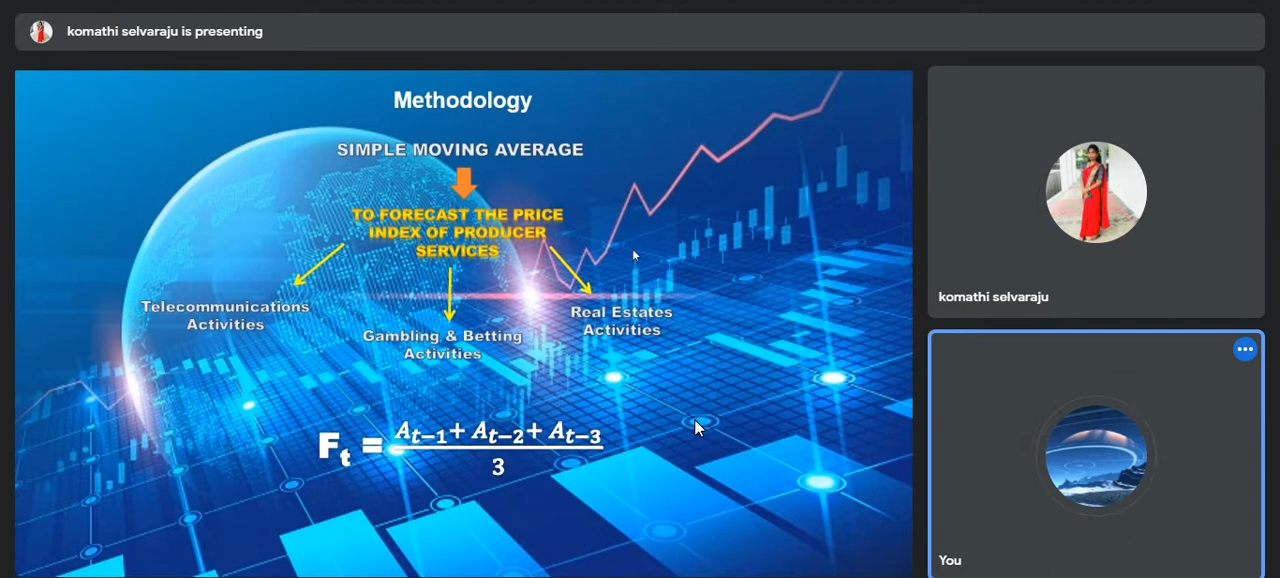 komathi selvaraju is presenting
Methodology
SIMPLE MOVING AVERAGE
TO FORECAST THE PRICE
INDEX OF PRODUCER
SERVICES
Telecommunications
Activities
Gambling & Betting
Activities
Real Estates
Activities
Fₜ = (Aₜ₋₁ + Aₜ₋₂ + Aₜ₋₃) / 3
komathi selvaraju
You